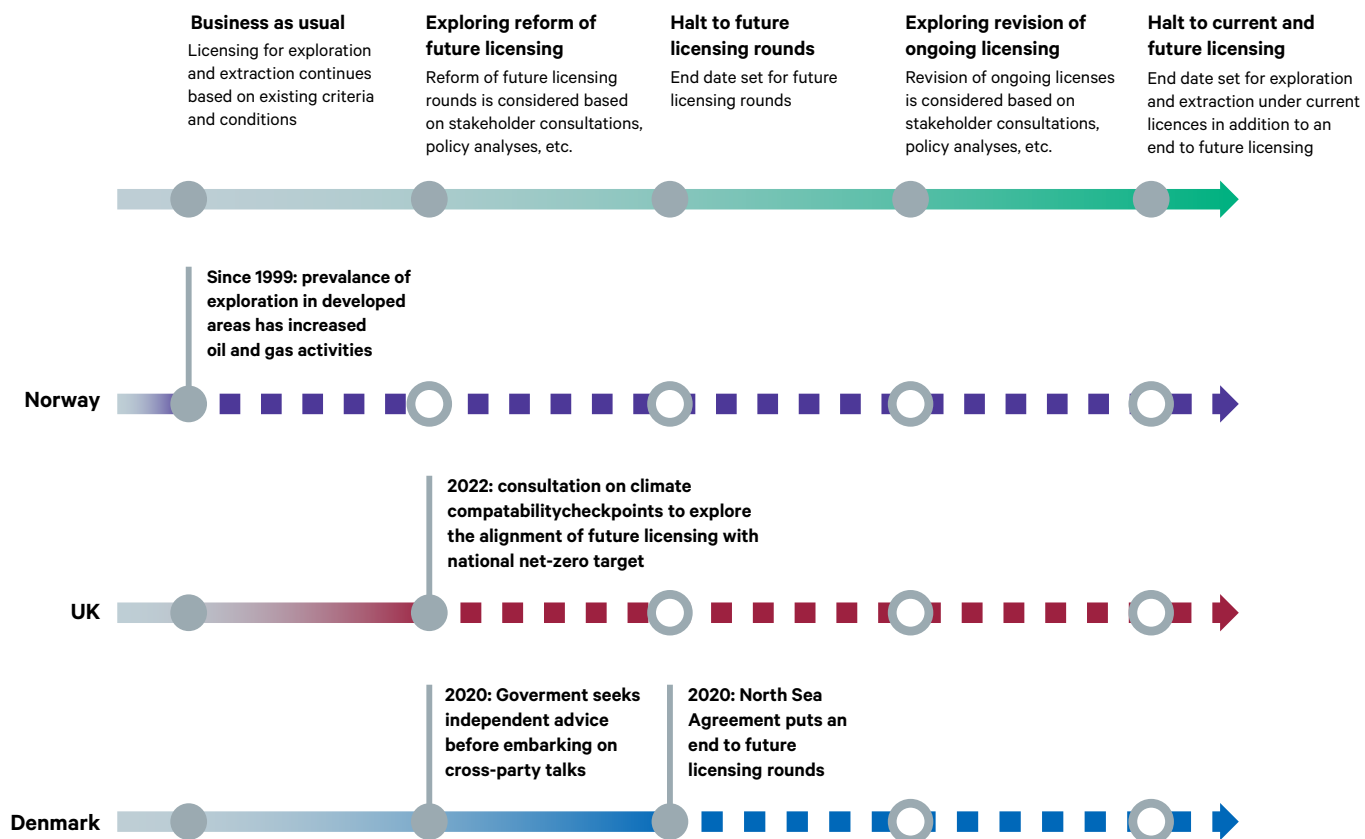 Business as usual
Licensing for exploration
and extraction continues
based on existing criteria
and conditions
Exploring reform of
future licensing
Reform of future licensing
rounds is considered based
on stakeholder consultations,
policy analyses, etc.
Halt to future
licensing rounds
End date set for future
licensing rounds
Exploring revision of
ongoing licensing
Revision of ongoing licenses
is considered based on
stakeholder consultations,
policy analyses, etc.
Halt to current and
future licensing
End date set for exploration
and extraction under current
licences in addition to an
end to future licensing
Since 1999: prevalance of
exploration in developed
areas has increased
oil and gas activities
Norway
2022: consultation on climate
compatabilitycheckpoints to explore
the alignment of future licensing with
national net-zero target
UK
2020: Goverment seeks
independent advice
before embarking on
cross-party talks
2020: North Sea
Agreement puts an
end to future
licensing rounds
Denmark